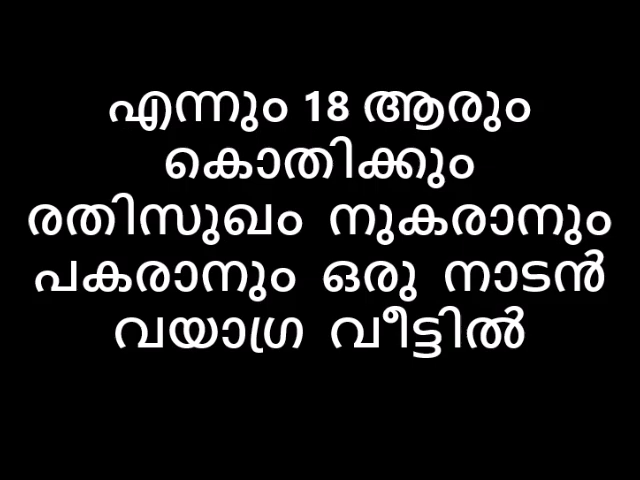 എന്നും 18 ആരും
കൊതിക്കും
രതിസുഖം നുകരാനും
പകരാനും ഒരു നാടൻ
വയാഗ്ര വീട്ടിൽ